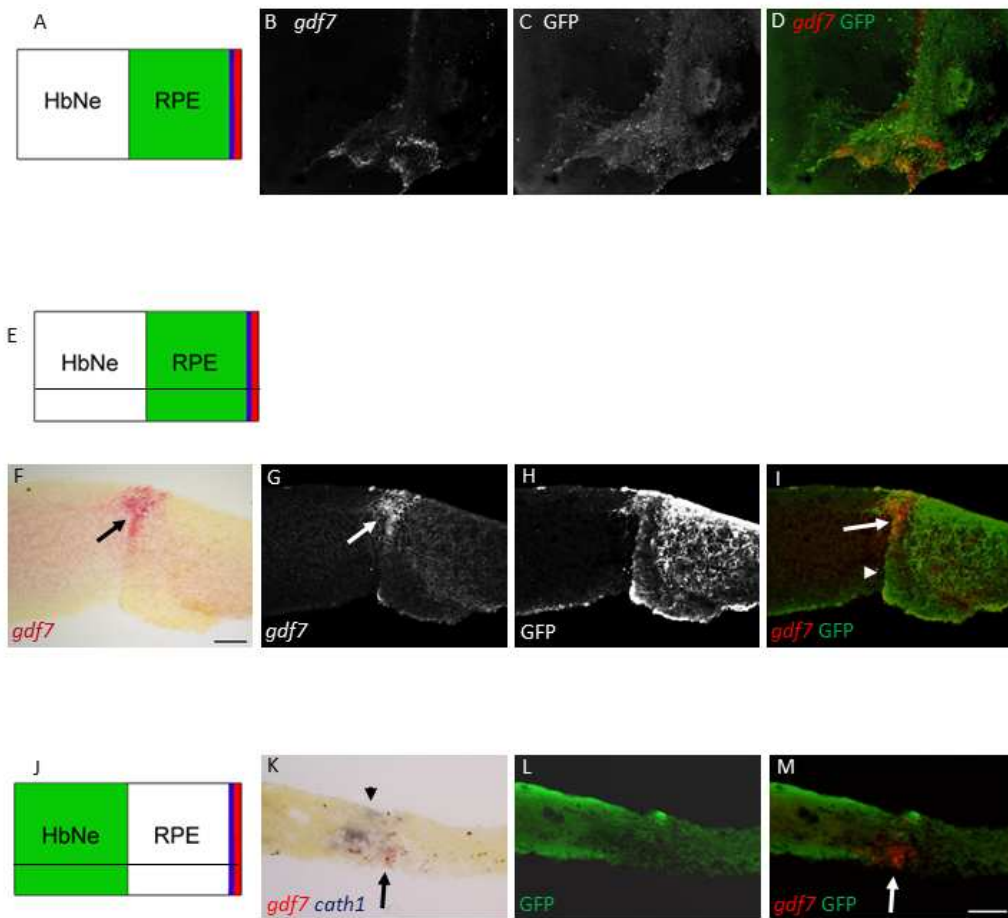 A
HbNe RPE
B gdf7
C GFP
D gdf7 GFP
E
HbNe RPE
F
gdf7
G
gdf7
H
GFP
I
gdf7 GFP
J
HbNe RPE
K
gdf7 cath1
L
GFP
M
gdf7 GFP